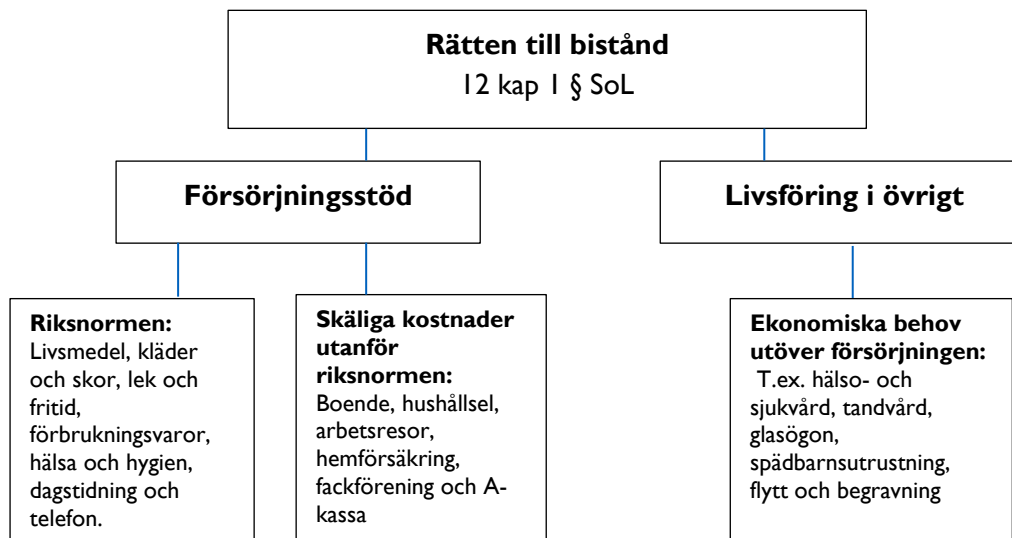 Rätten till bistånd
12 kap 1 § SoL
Försörjningsstöd
Livsföring i övrigt
Riksnormen:
Livsmedel, kläder
och skor, lek och
fritid,
förbrukningsvaror,
hälsa och hygien,
dagstidning och
telefon.
Skäliga kostnader
utanför
riksnormen:
Boende, hushållsel,
arbetsresor,
hemförsäkring,
fackförening och A-
kassa
Ekonomiska behov
utöver försörjningen:
T.ex. hälso- och
sjukvård, tandvård,
glasögon,
spädbarnsutrustning,
flytt och begravning